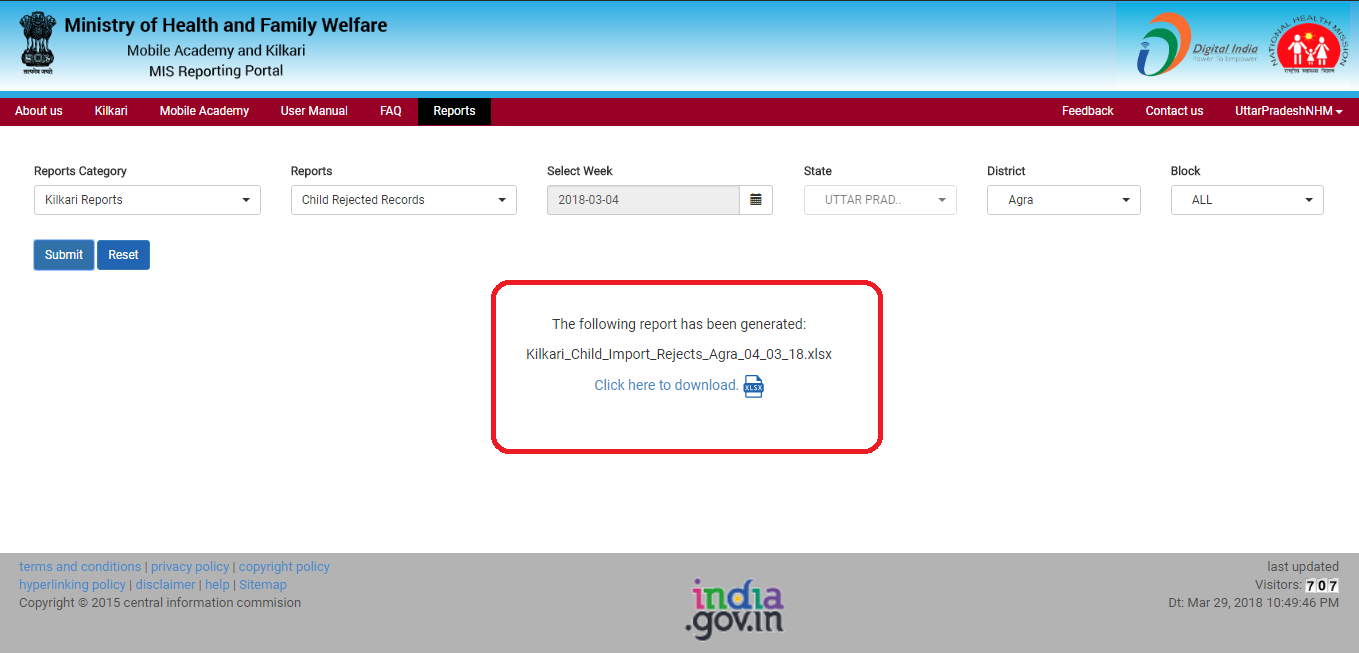 Ministry of Health and Family Welfare
Mobile Academy and Kilkari
MIS Reporting Portal
सत्यमेव जयते
Digital India
Power To Empower
NATIONAL HEALTH MISSION
राष्ट्रीय स्वास्थ्य मिशन
About us Kilkari Mobile Academy User Manual FAQ Reports Feedback Contact us UttarPradeshNHM
Reports Category Reports Select Week State District Block
Kilkari Reports Child Rejected Records 2018-03-04 UTTAR PRAD.. Agra ALL
Submit Reset
The following report has been generated:
Kilkari_Child_Import_Rejects_Agra_04_03_18.xlsx
Click here to download. XLSX
terms and conditions | privacy policy | copyright policy
hyperlinking policy | disclaimer | help | Sitemap
Copyright © 2015 central information commision
india
.gov.in
last updated
Visitors: 707
Dt: Mar 29, 2018 10:49:46 PM